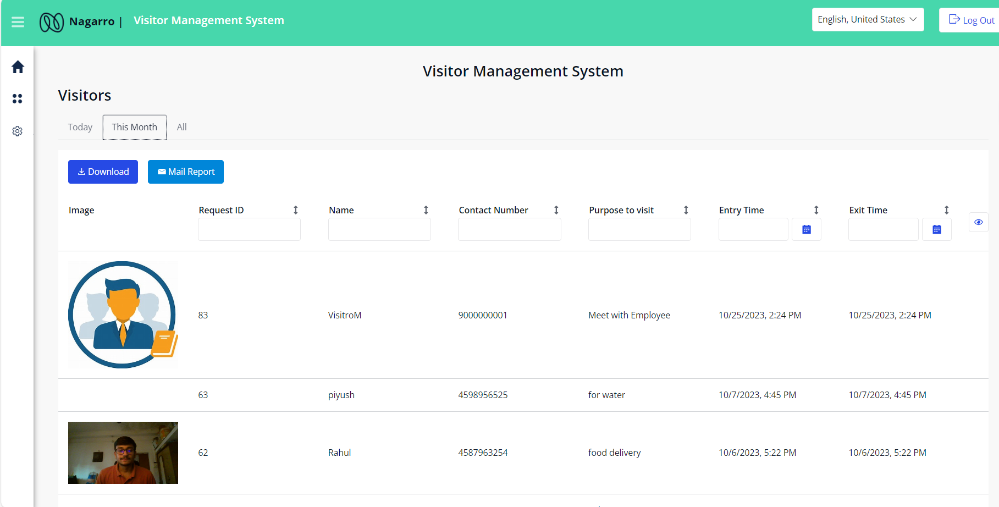 Nagarro | Visitor Management System English, United States Log Out
Visitor Management System
Visitors
Today This Month All
Download Mail Report
Image Request ID Name Contact Number Purpose to visit Entry Time Exit Time
83 VisitroM 9000000001 Meet with Employee 10/25/2023, 2:24 PM 10/25/2023, 2:24 PM
63 piyush 4598956525 for water 10/7/2023, 4:45 PM 10/7/2023, 4:45 PM
62 Rahul 4587963254 food delivery 10/6/2023, 5:22 PM 10/6/2023, 5:22 PM